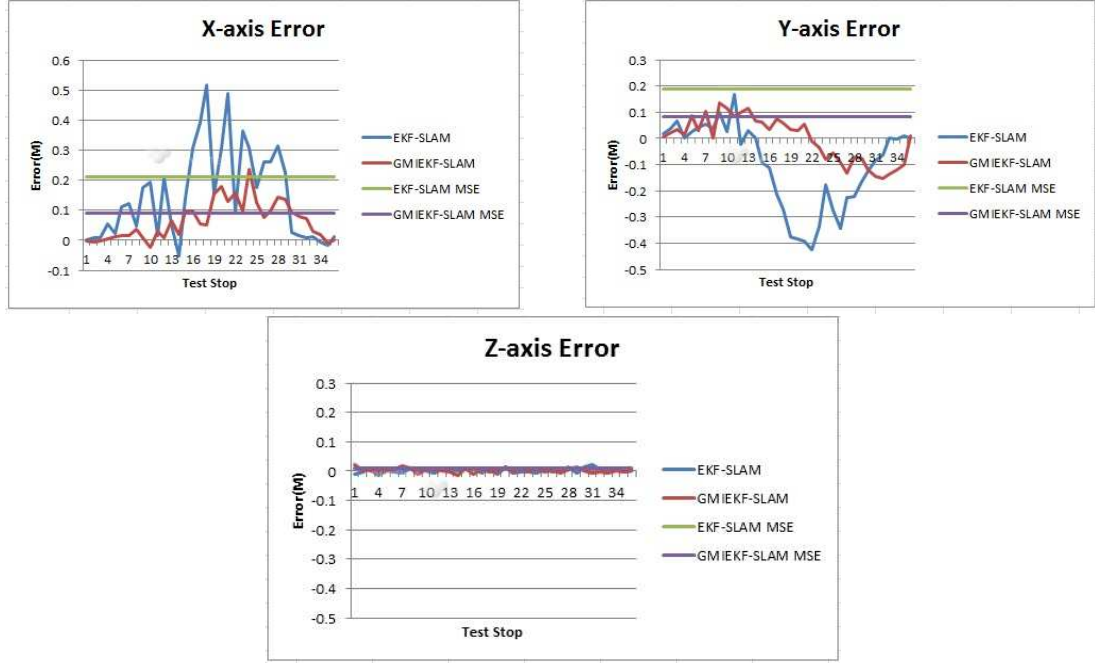 X-axis Error
0.6
0.5
0.4
0.3
0.2
0.1
0
-0.1
Error(M)
1 4 7 10 13 16 19 22 25 28 31 34
Test Stop
EKF-SLAM
GMIEKF-SLAM
EKF-SLAM MSE
GMIEKF-SLAM MSE
Y-axis Error
0.3
0.2
0.1
0
-0.1
-0.2
-0.3
-0.4
-0.5
Error(M)
1 4 7 10 13 16 19 22 25 28 31 34
Test Stop
EKF-SLAM
GMIEKF-SLAM
EKF-SLAM MSE
GMIEKF-SLAM MSE
Z-axis Error
0.3
0.2
0.1
0
-0.1
-0.2
-0.3
-0.4
-0.5
Error(M)
1 4 7 10 13 16 19 22 25 28 31 34
Test Stop
EKF-SLAM
GMIEKF-SLAM
EKF-SLAM MSE
GMIEKF-SLAM MSE